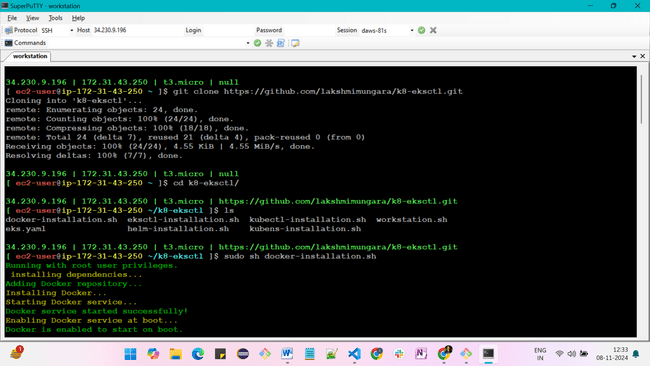 SuperPuTTY - workstation
File View Tools Help
Protocol SSH Host 34.230.9.196 Login Password Session daws-81s
Commands
workstation
34.230.9.196 | 172.31.43.250 | t3.micro | null
[ ec2-user@ip-172-31-43-250 ~ ]$ git clone https://github.com/lakshmimungara/k8-eksctl.git
Cloning into 'k8-eksctl'...
remote: Enumerating objects: 24, done.
remote: Counting objects: 100% (24/24), done.
remote: Compressing objects: 100% (18/18), done.
remote: Total 24 (delta 7), reused 21 (delta 4), pack-reused 0 (from 0)
Receiving objects: 100% (24/24), 4.55 KiB | 4.55 MiB/s, done.
Resolving deltas: 100% (7/7), done.
34.230.9.196 | 172.31.43.250 | t3.micro | null
[ ec2-user@ip-172-31-43-250 ~ ]$ cd k8-eksctl/
34.230.9.196 | 172.31.43.250 | t3.micro | https://github.com/lakshmimungara/k8-eksctl.git
[ ec2-user@ip-172-31-43-250 ~/k8-eksctl ]$ ls
docker-installation.sh eksctl-installation.sh kubectl-installation.sh workstation.sh
eks.yaml helm-installation.sh kubens-installation.sh
34.230.9.196 | 172.31.43.250 | t3.micro | https://github.com/lakshmimungara/k8-eksctl.git
[ ec2-user@ip-172-31-43-250 ~/k8-eksctl ]$ sudo sh docker-installation.sh
Running with root user privileges.
installing dependencies...
Adding Docker repository...
Installing Docker...
Starting Docker service...
Docker service started successfully!
Enabling Docker service at boot...
Docker is enabled to start on boot.
ENG 12:33
IN 08-11-2024